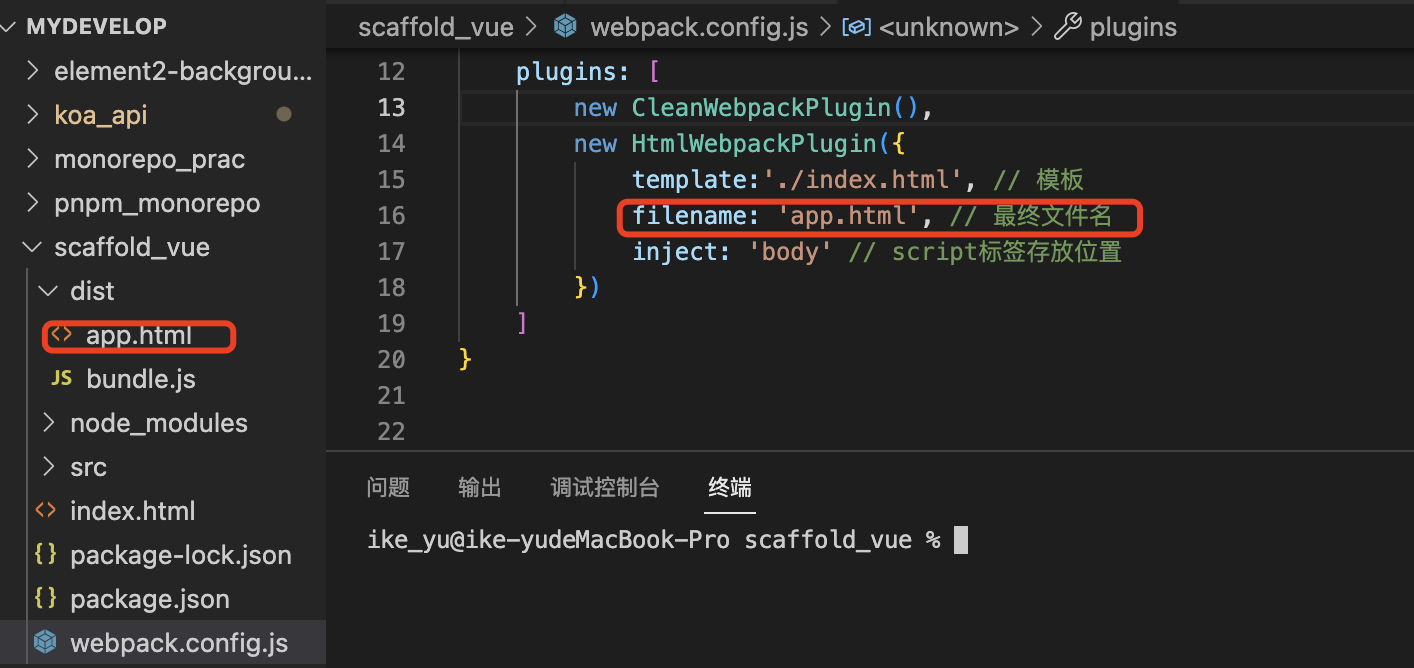 MYDEVELOP
element2-backgrou...
koa_api
monorepo_prac
pnpm_monorepo
scaffold_vue
dist
<> app.html
JS bundle.js
node_modules
src
<> index.html
{} package-lock.json
{} package.json
webpack.config.js
scaffold_vue > webpack.config.js > <unknown> > plugins
12 plugins: [
13 new CleanWebpackPlugin(),
14 new HtmlWebpackPlugin({
15 template:'./index.html', // 模板
16 filename: 'app.html', // 最终文件名
17 inject: 'body' // script标签存放位置
18 })
19 ]
20 }
21
22
问题 输出 调试控制台 终端
ike_yu@ike-yudeMacBook-Pro scaffold_vue %